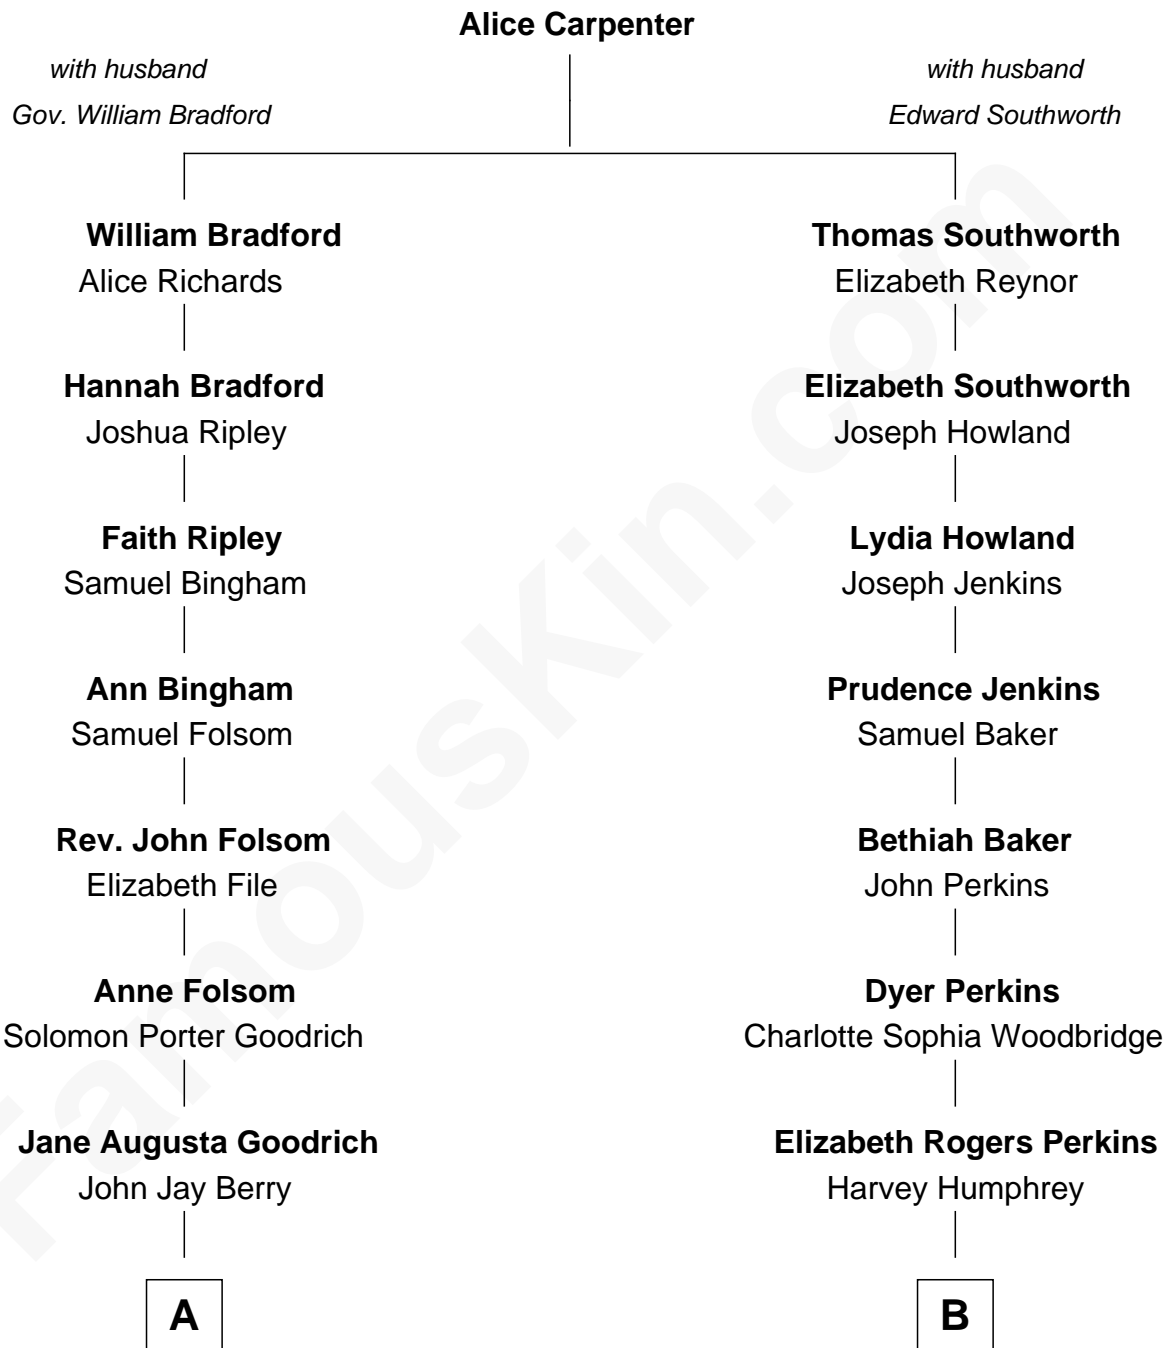 Alice Carpenter
with husband
Gov. William Bradford
with husband
Edward Southworth
William Bradford
Alice Richards
Thomas Southworth
Elizabeth Reynor
Hannah Bradford
Joshua Ripley
Elizabeth Southworth
Joseph Howland
Faith Ripley
Samuel Bingham
Lydia Howland
Joseph Jenkins
Ann Bingham
Samuel Folsom
Prudence Jenkins
Samuel Baker
Rev. John Folsom
Elizabeth File
Bethiah Baker
John Perkins
Anne Folsom
Solomon Porter Goodrich
Dyer Perkins
Charlotte Sophia Woodbridge
Jane Augusta Goodrich
John Jay Berry
Elizabeth Rogers Perkins
Harvey Humphrey
A
B
FamousKin.com